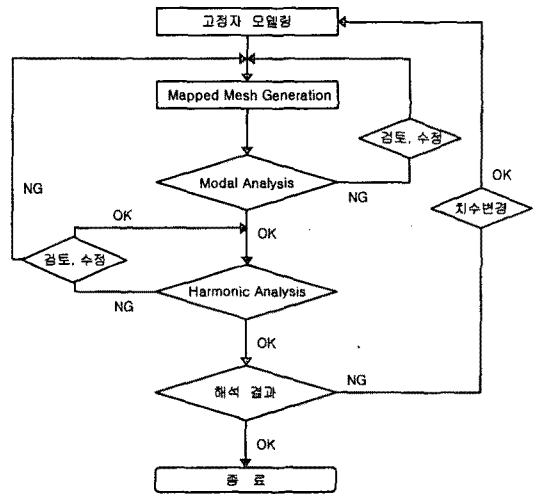 고정자 모델링
Mapped Mesh Generation
검토, 수정
Modal Analysis
NG
NG
OK
치수변경
OK
OK
검토, 수정
Harmonic Analysis
NG
OK
해석 결과
NG
OK
종 료